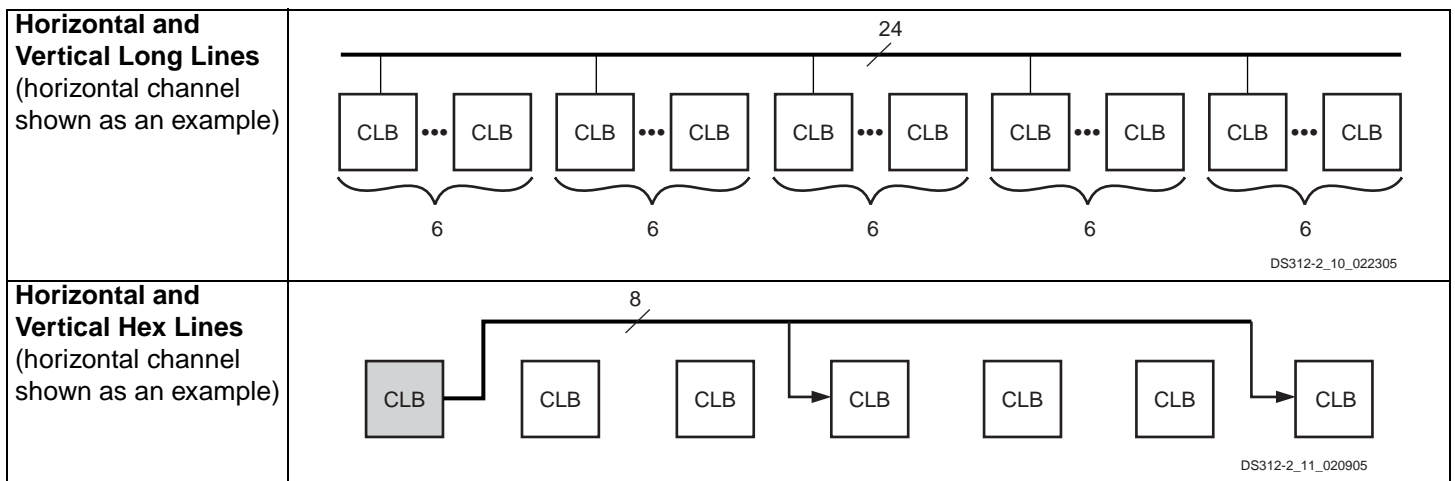 Horizontal and
Vertical Long Lines
(horizontal channel
shown as an example)
24
CLB ••• CLB CLB ••• CLB CLB ••• CLB CLB ••• CLB CLB ••• CLB
6 6 6 6 6
DS312-2_10_022305
Horizontal and
Vertical Hex Lines
(horizontal channel
shown as an example)
8
CLB CLB CLB CLB CLB CLB CLB
DS312-2_11_020905